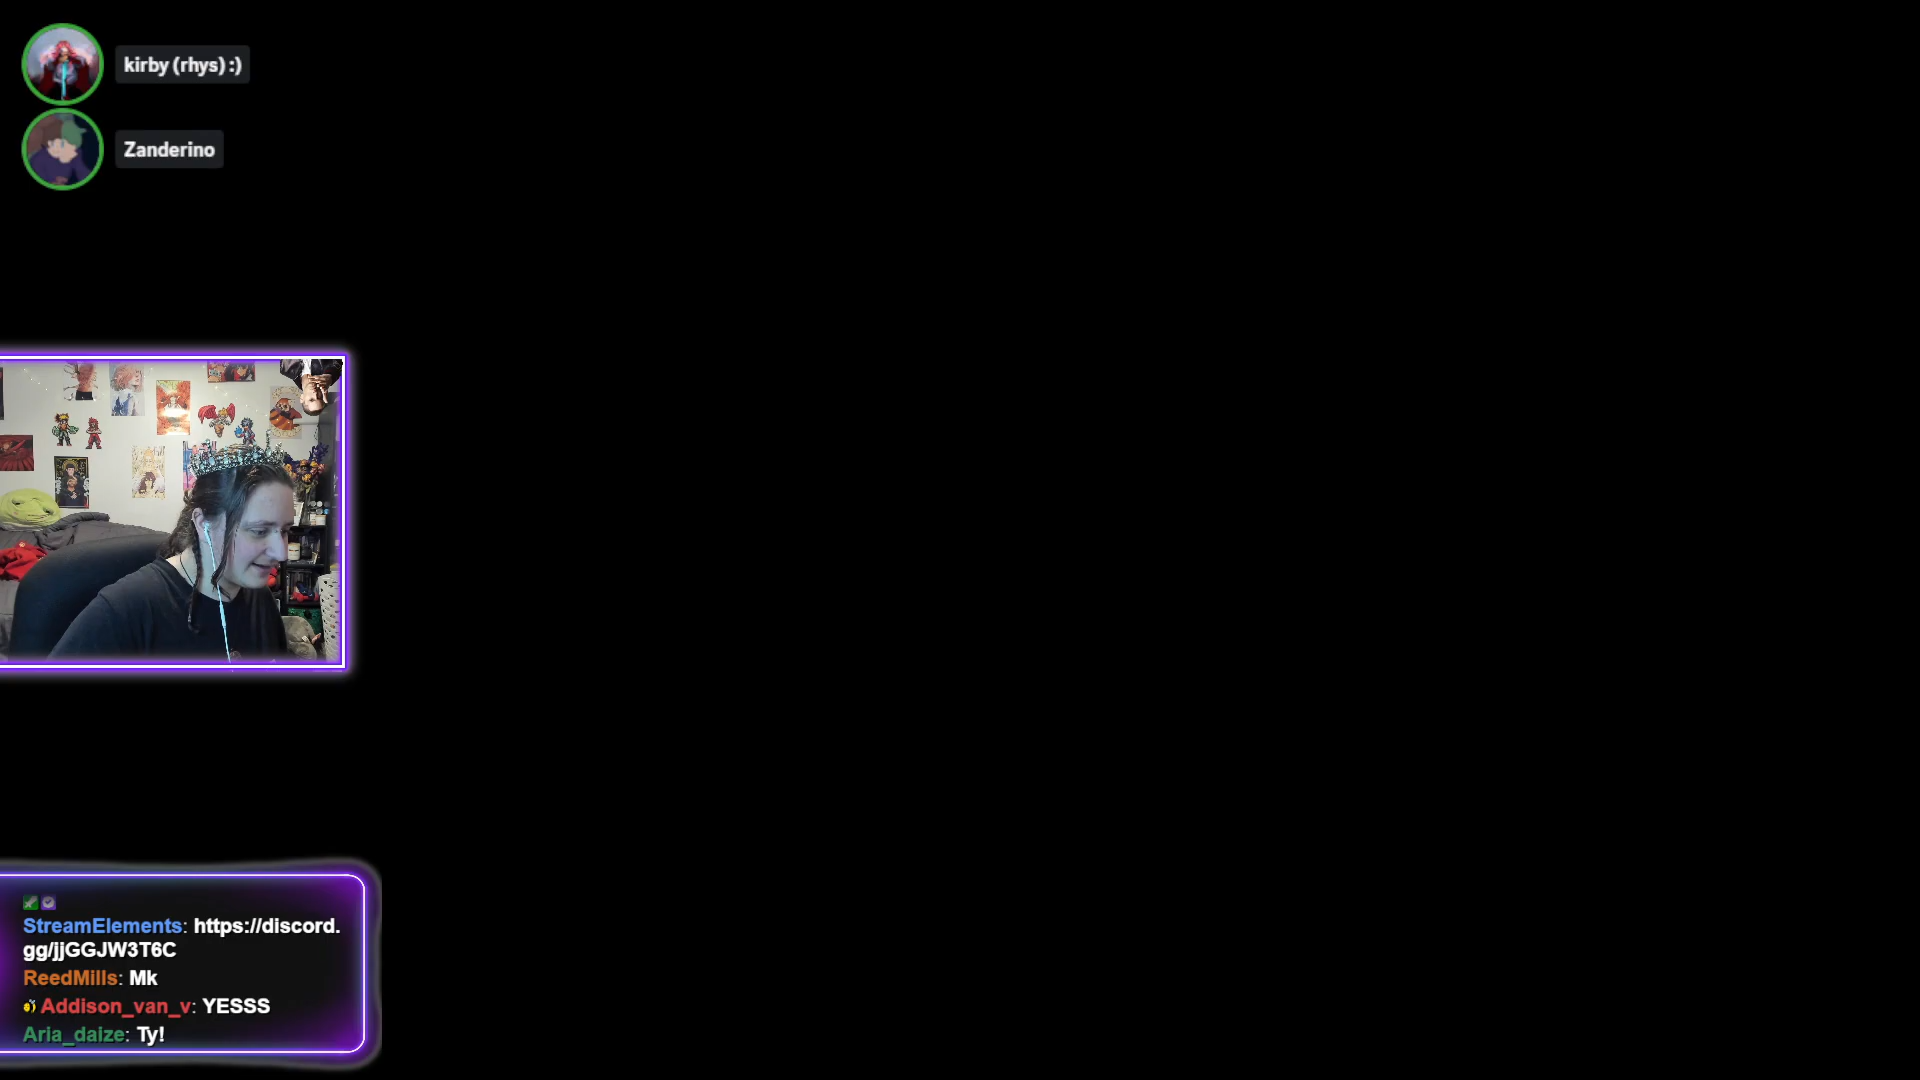 kirby (rhys) :)
Zanderino
StreamElements: https://discord.
gg/jjGGJW3T6C
ReedMills: Mk
Addison_van_v: YESSS
Aria_daize: Ty!